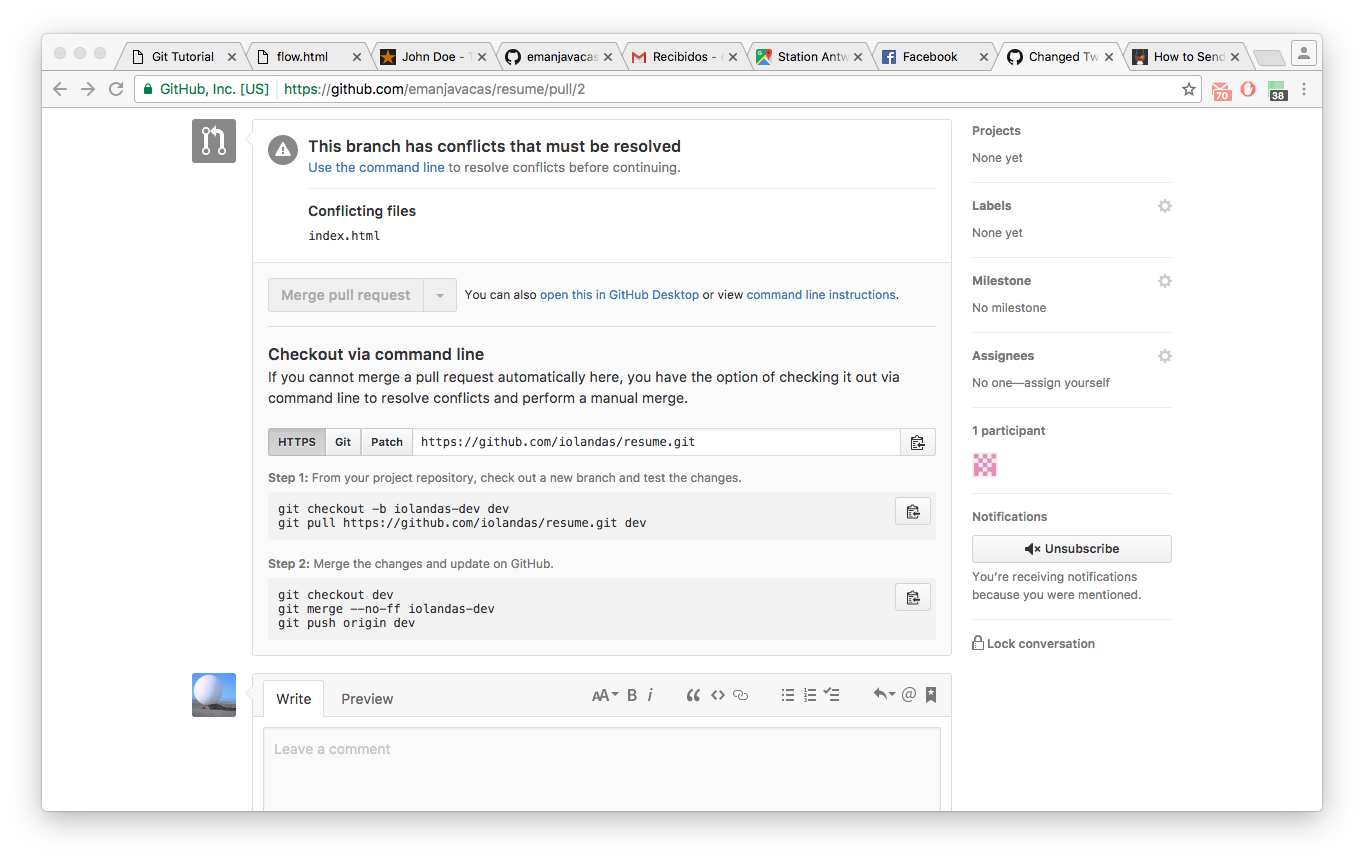 Git Tutorial
flow.html
John Doe -
emanjavacas
Recibidos -
Station Antw
Facebook
Changed Tw
How to Send
GitHub, Inc. [US] https://github.com/emanjavacas/resume/pull/2
70
38
This branch has conflicts that must be resolved
Use the command line to resolve conflicts before continuing.
Conflicting files
index.html
Merge pull request
You can also open this in GitHub Desktop or view command line instructions.
Checkout via command line
If you cannot merge a pull request automatically here, you have the option of checking it out via
command line to resolve conflicts and perform a manual merge.
HTTPS Git Patch https://github.com/iolandas/resume.git
Step 1: From your project repository, check out a new branch and test the changes.
git checkout -b iolandas-dev dev
git pull https://github.com/iolandas/resume.git dev
Step 2: Merge the changes and update on GitHub.
git checkout dev
git merge --no-ff iolandas-dev
git push origin dev
Write Preview AA B i
Leave a comment
Projects
None yet
Labels
None yet
Milestone
No milestone
Assignees
No one—assign yourself
1 participant
Notifications
Unsubscribe
You're receiving notifications
because you were mentioned.
Lock conversation